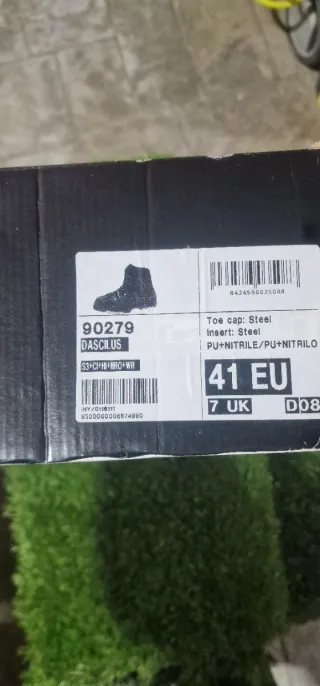 90279
DASCILUS
S3+CI+HI+HRO+WR
Toe cap: Steel
Insert: Steel
PU+NITRILE/PU+NITRILO
41 EU
7 UK
D08